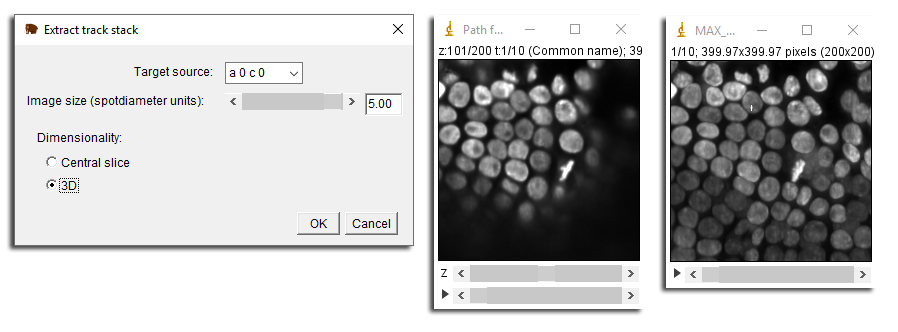 Extract track stack
Target source: a 0 c 0
Image size (spotdiameter units): 5.00
Dimensionality:
Central slice
3D
OK Cancel
Path f...
z:101/200 t:1/10 (Common name); 39
Z
MAX_...
1/10; 399.97x399.97 pixels (200x200)